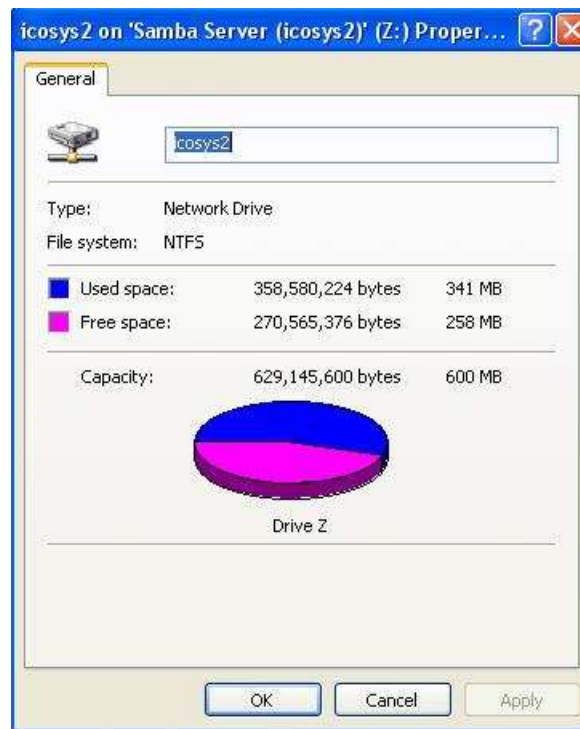 icosys2 on 'Samba Server (icosys2)' (Z:) Proper... ?
General
icosys2
Type: Network Drive
File system: NTFS
Used space: 358,580,224 bytes 341 MB
Free space: 270,565,376 bytes 258 MB
Capacity: 629,145,600 bytes 600 MB
Drive Z
OK Cancel Apply